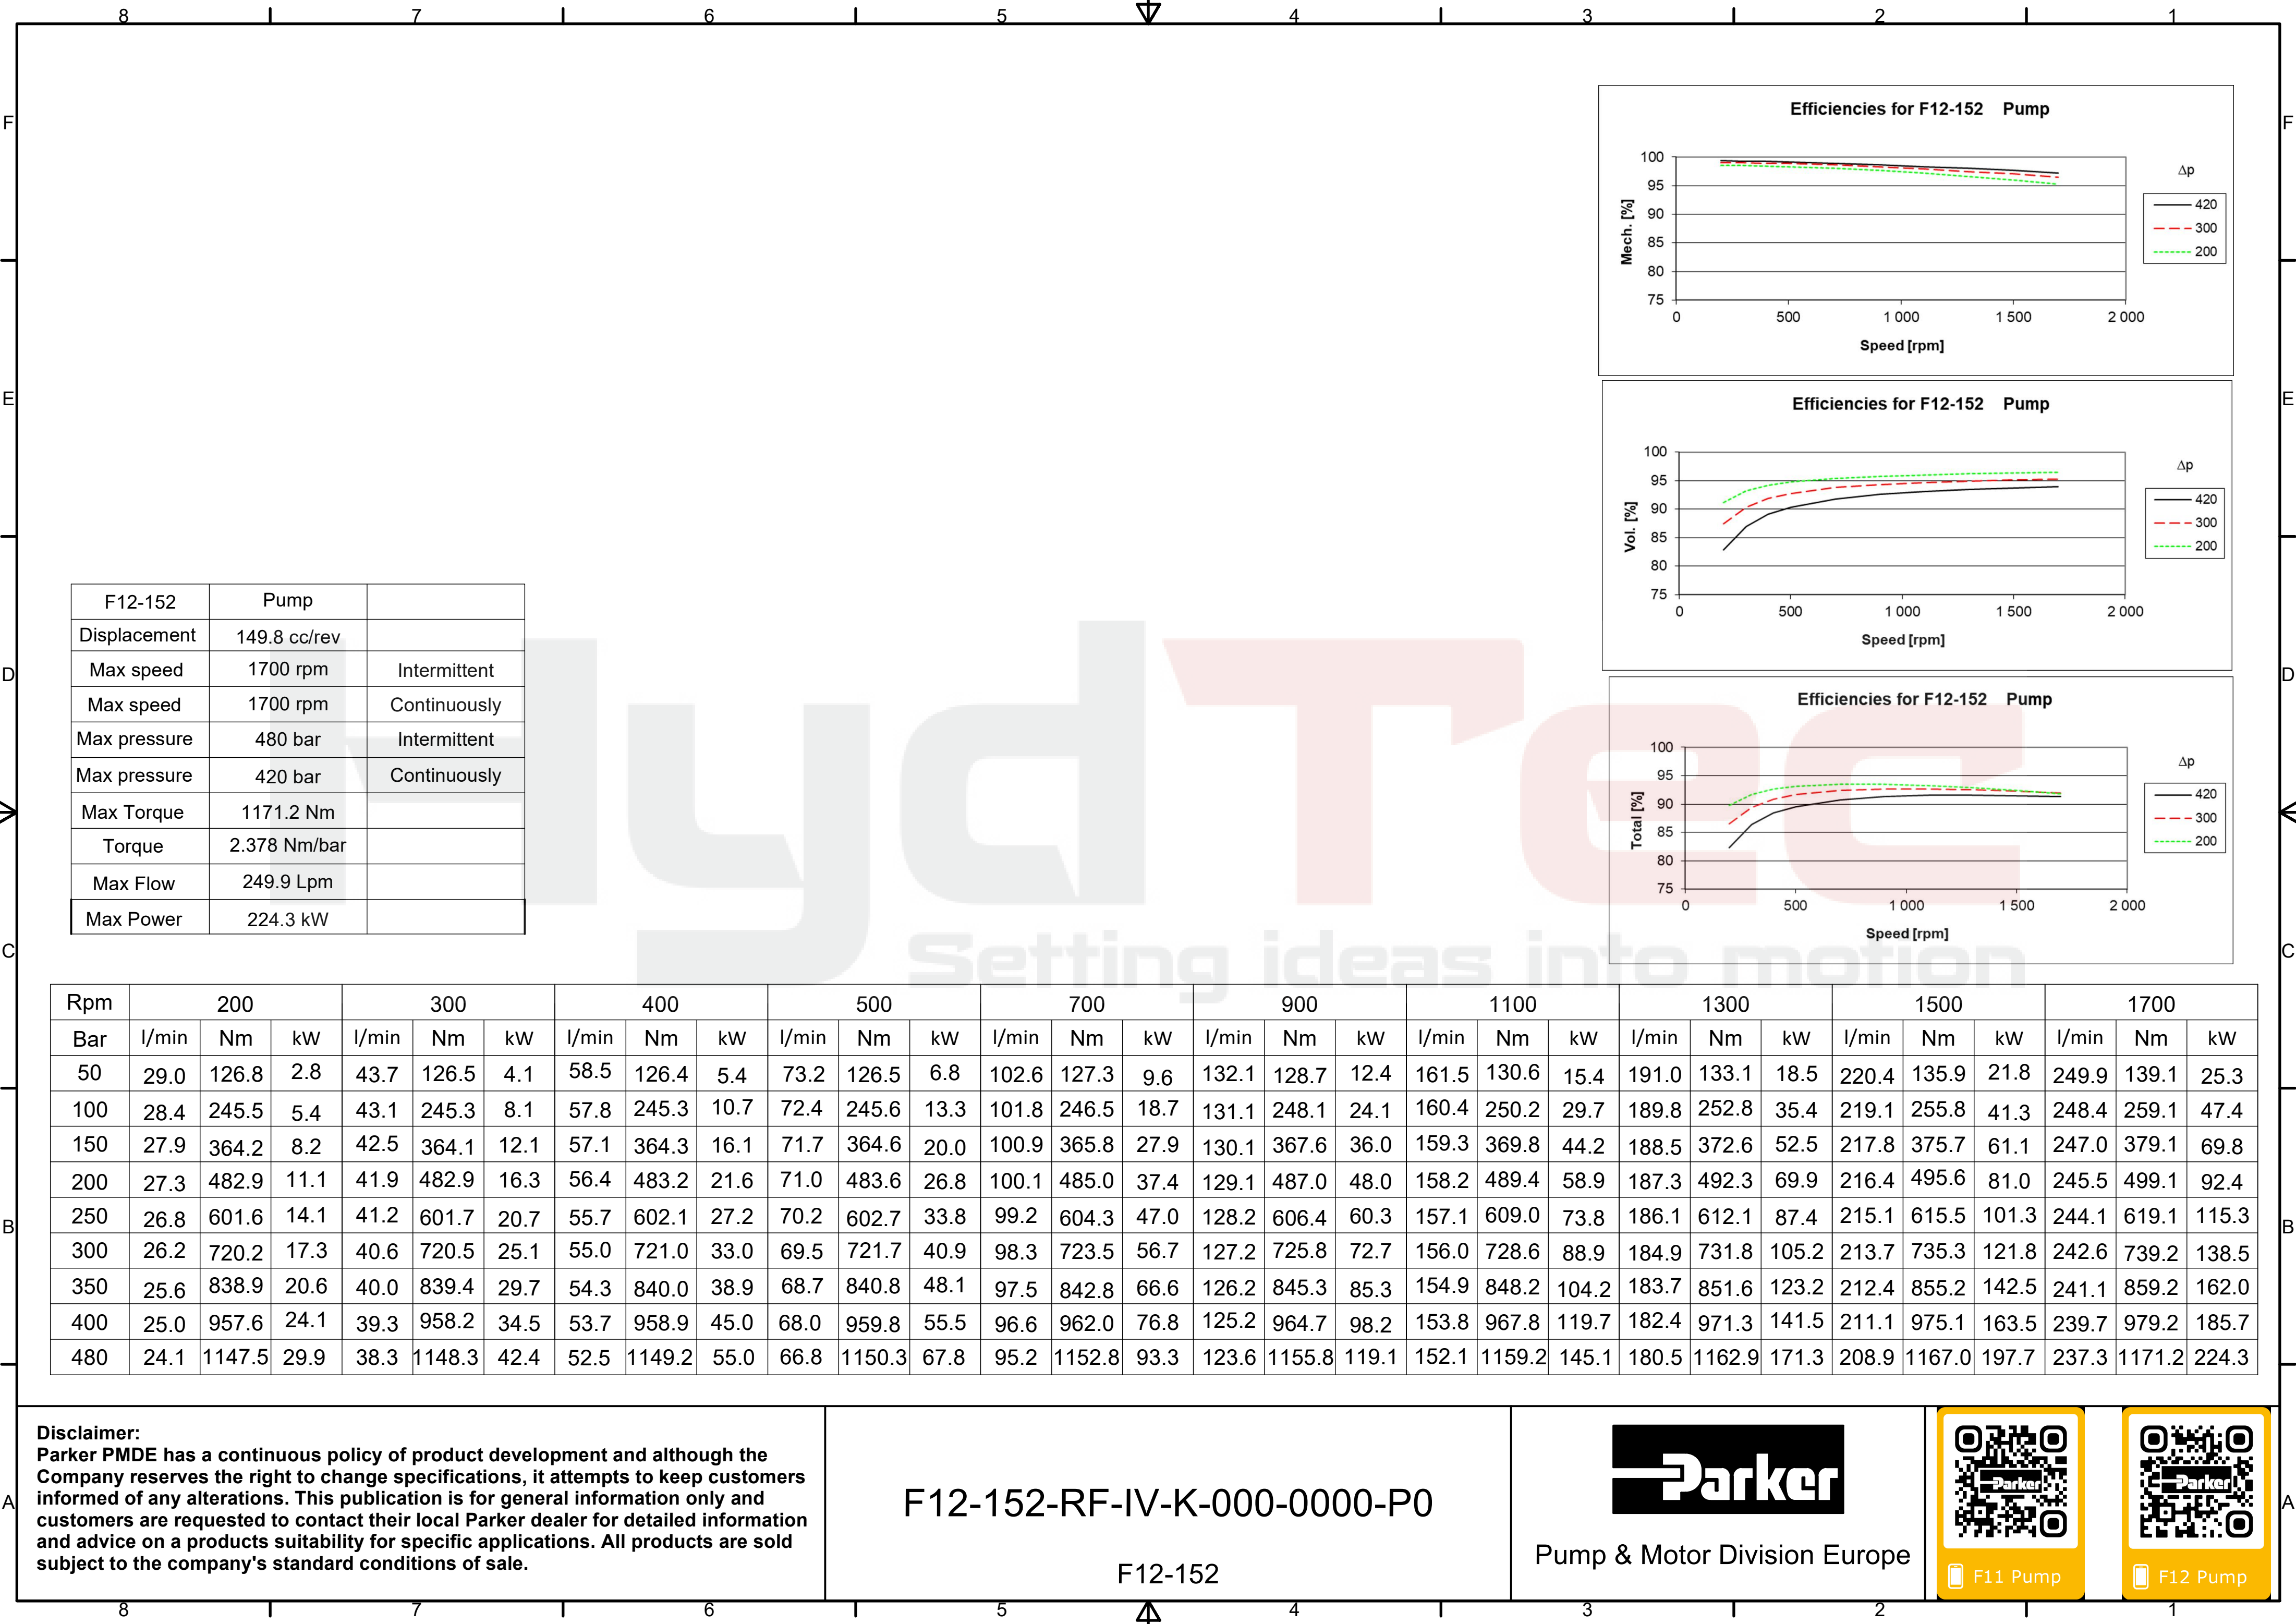 8 7 6 5 4 3 2 1
F F
Efficiencies for F12-152 Pump
100
95
90
85
80
75
Mech. [%]
0 500 1 000 1 500 2 000
Speed [rpm]
Δp
420
300
200
E E
Efficiencies for F12-152 Pump
100
95
90
85
80
75
Vol. [%]
0 500 1 000 1 500 2 000
Speed [rpm]
Δp
420
300
200
D D
Efficiencies for F12-152 Pump
100
95
90
85
80
75
Total [%]
0 500 1 000 1 500 2 000
Speed [rpm]
Δp
420
300
200
F12-152 Pump
Displacement 149.8 cc/rev
Max speed 1700 rpm Intermittent
Max speed 1700 rpm Continuously
Max pressure 480 bar Intermittent
Max pressure 420 bar Continuously
Max Torque 1171.2 Nm
Torque 2.378 Nm/bar
Max Flow 249.9 Lpm
Max Power 224.3 kW
HydTec
Setting ideas into motion
C C
Rpm 200 300 400 500 700 900 1100 1300 1500 1700
Bar l/min Nm kW l/min Nm kW l/min Nm kW l/min Nm kW l/min Nm kW l/min Nm kW l/min Nm kW l/min Nm kW l/min Nm kW l/min Nm kW
50 29.0 126.8 2.8 43.7 126.5 4.1 58.5 126.4 5.4 73.2 126.5 6.8 102.6 127.3 9.6 132.1 128.7 12.4 161.5 130.6 15.4 191.0 133.1 18.5 220.4 135.9 21.8 249.9 139.1 25.3
100 28.4 245.5 5.4 43.1 245.3 8.1 57.8 245.3 10.7 72.4 245.6 13.3 101.8 246.5 18.7 131.1 248.1 24.1 160.4 250.2 29.7 189.8 252.8 35.4 219.1 255.8 41.3 248.4 259.1 47.4
150 27.9 364.2 8.2 42.5 364.1 12.1 57.1 364.3 16.1 71.7 364.6 20.0 100.9 365.8 27.9 130.1 367.6 36.0 159.3 369.8 44.2 188.5 372.6 52.5 217.8 375.7 61.1 247.0 379.1 69.8
200 27.3 482.9 11.1 41.9 482.9 16.3 56.4 483.2 21.6 71.0 483.6 26.8 100.1 485.0 37.4 129.1 487.0 48.0 158.2 489.4 58.9 187.3 492.3 69.9 216.4 495.6 81.0 245.5 499.1 92.4
B B
250 26.8 601.6 14.1 41.2 601.7 20.7 55.7 602.1 27.2 70.2 602.7 33.8 99.2 604.3 47.0 128.2 606.4 60.3 157.1 609.0 73.8 186.1 612.1 87.4 215.1 615.5 101.3 244.1 619.1 115.3
300 26.2 720.2 17.3 40.6 720.5 25.1 55.0 721.0 33.0 69.5 721.7 40.9 98.3 723.5 56.7 127.2 725.8 72.7 156.0 728.6 88.9 184.9 731.8 105.2 213.7 735.3 121.8 242.6 739.2 138.5
350 25.6 838.9 20.6 40.0 839.4 29.7 54.3 840.0 38.9 68.7 840.8 48.1 97.5 842.8 66.6 126.2 845.3 85.3 154.9 848.2 104.2 183.7 851.6 123.2 212.4 855.2 142.5 241.1 859.2 162.0
400 25.0 957.6 24.1 39.3 958.2 34.5 53.7 958.9 45.0 68.0 959.8 55.5 96.6 962.0 76.8 125.2 964.7 98.2 153.8 967.8 119.7 182.4 971.3 141.5 211.1 975.1 163.5 239.7 979.2 185.7
480 24.1 1147.5 29.9 38.3 1148.3 42.4 52.5 1149.2 55.0 66.8 1150.3 67.8 95.2 1152.8 93.3 123.6 1155.8 119.1 152.1 1159.2 145.1 180.5 1162.9 171.3 208.9 1167.0 197.7 237.3 1171.2 224.3
Disclaimer:
Parker PMDE has a continuous policy of product development and although the
Company reserves the right to change specifications, it attempts to keep customers
informed of any alterations. This publication is for general information only and
customers are requested to contact their local Parker dealer for detailed information
and advice on a products suitability for specific applications. All products are sold
subject to the company's standard conditions of sale.
A A
F12-152-RF-IV-K-000-0000-P0
F12-152
Parker
Pump & Motor Division Europe
Parker
F11 Pump
Parker
F12 Pump
8 7 6 5 4 3 2 1